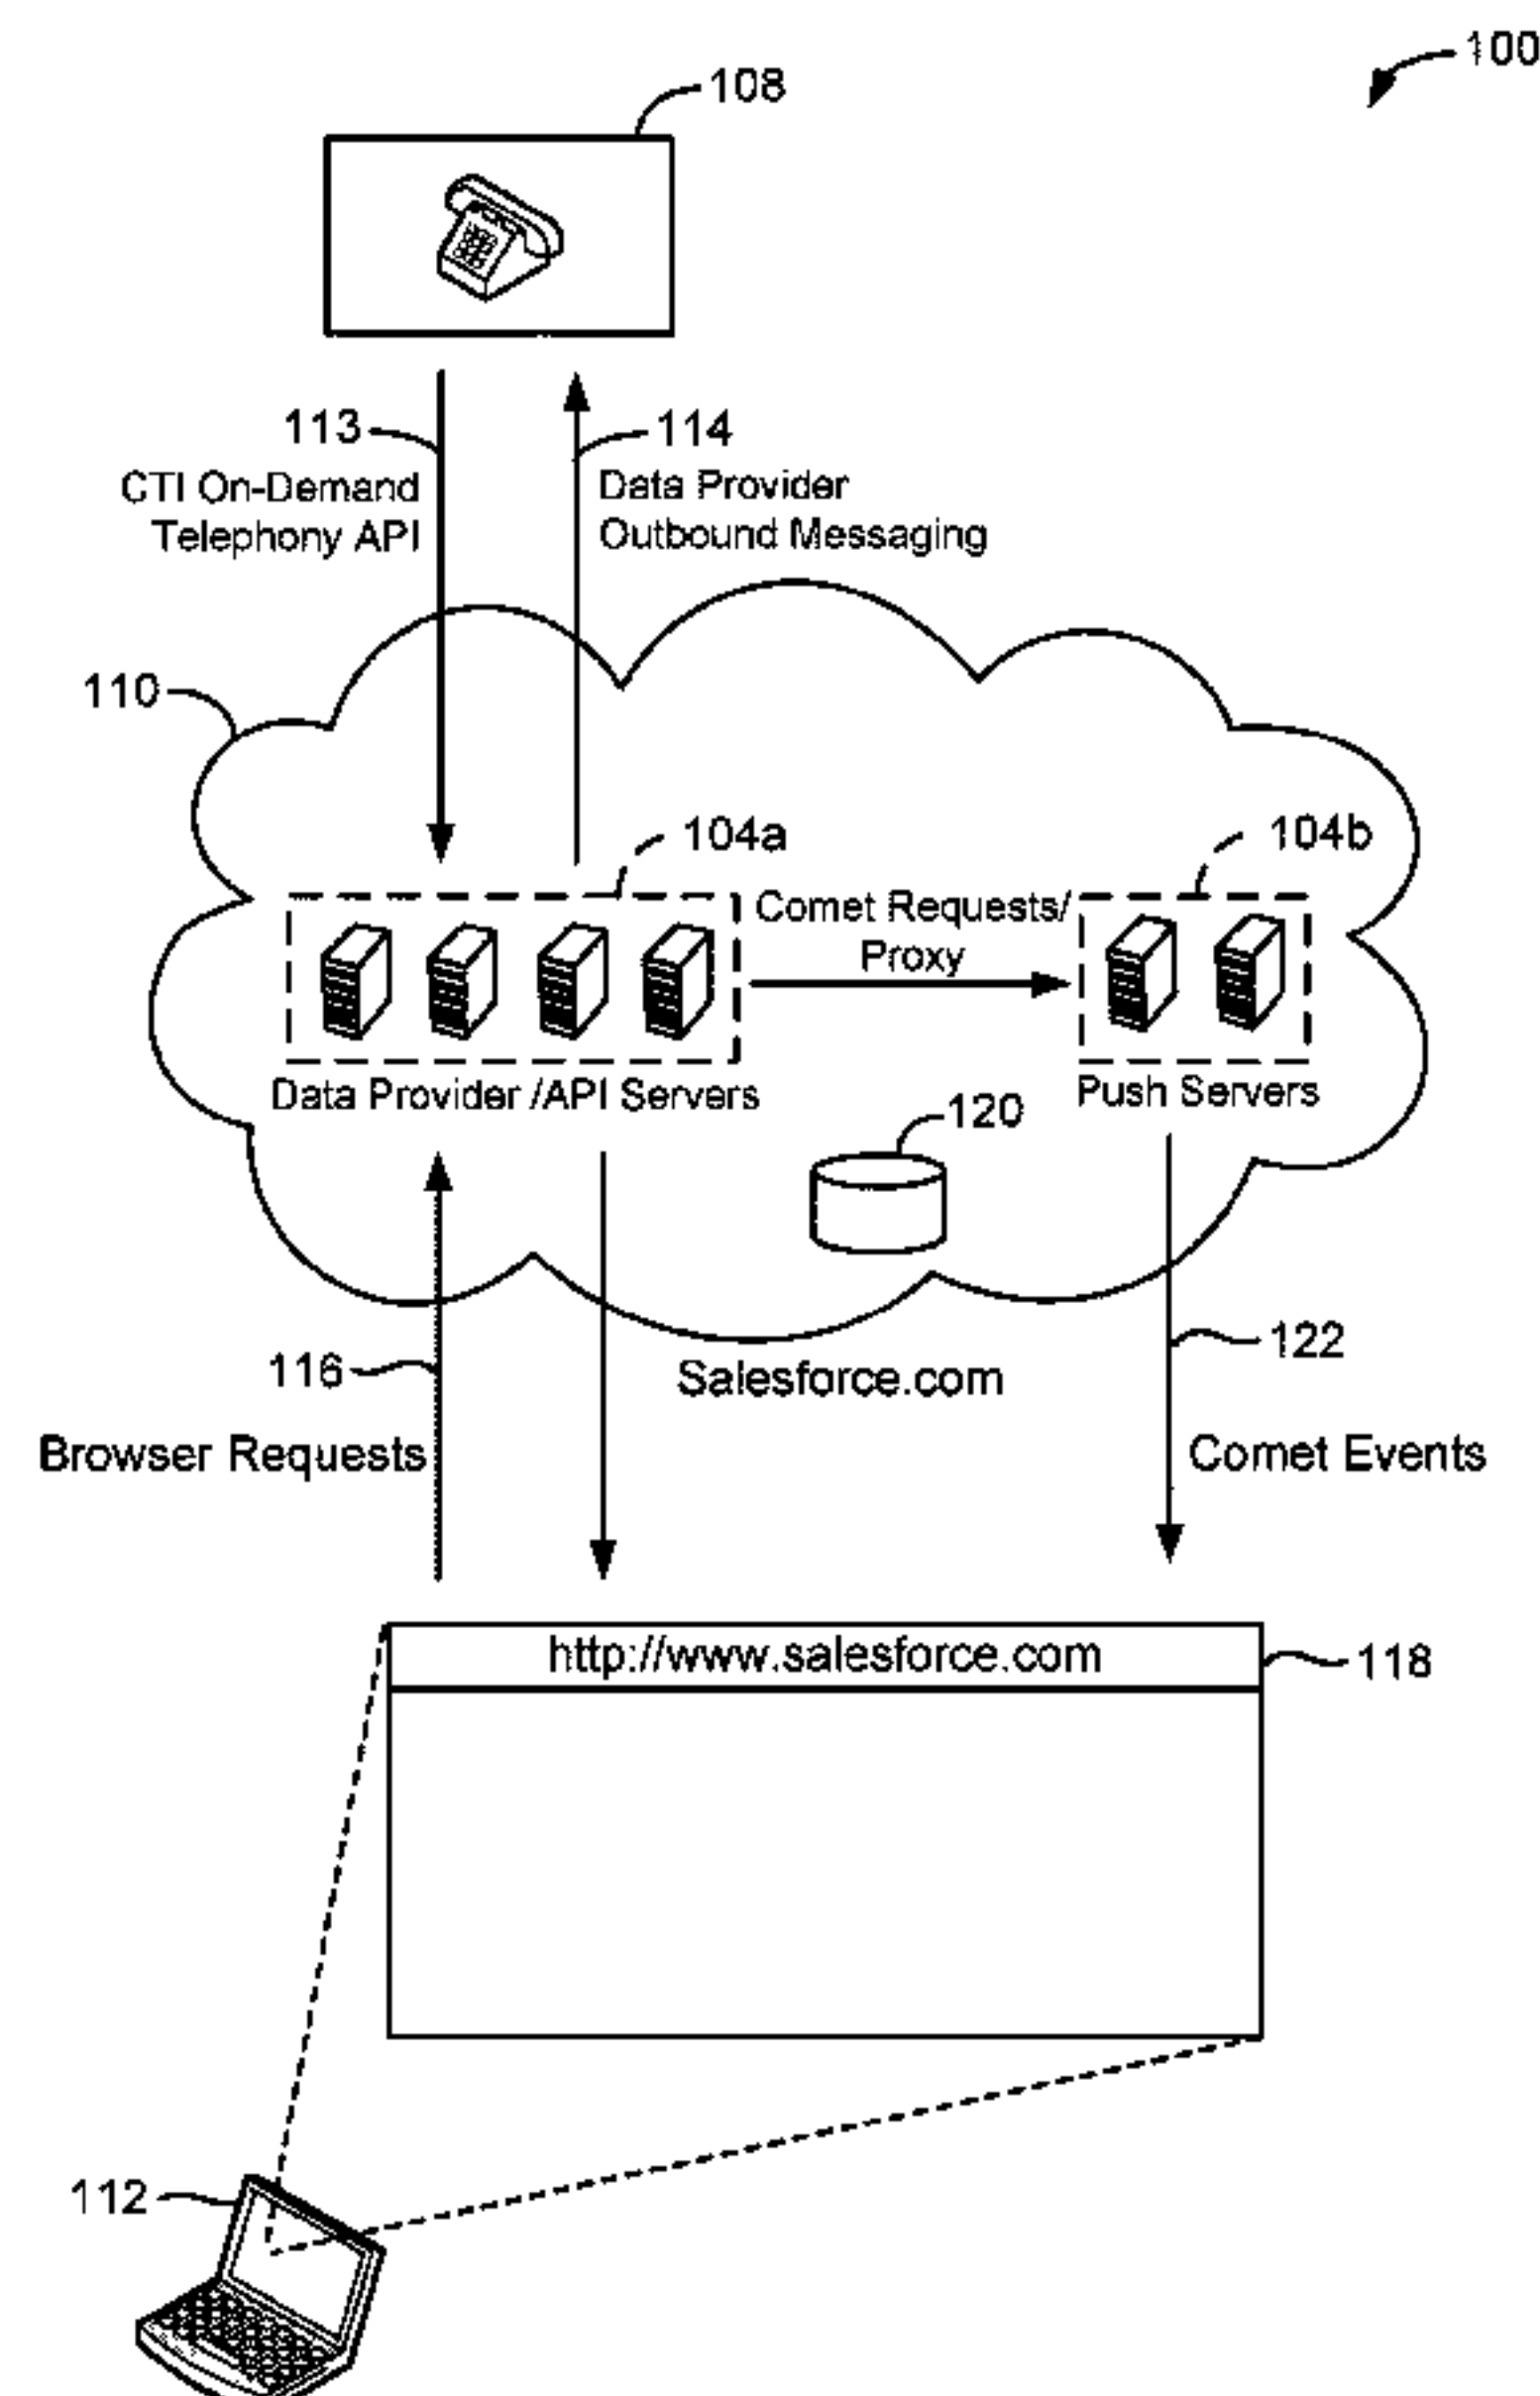 100
108
113
CTI On-Demand
Telephony API
114
Data Provider
Outbound Messaging
110
104a
104b
Comet Requests/
Proxy
Data Provider /API Servers
Push Servers
120
116
122
Salesforce.com
Browser Requests
Comet Events
http://www.salesforce.com
118
112